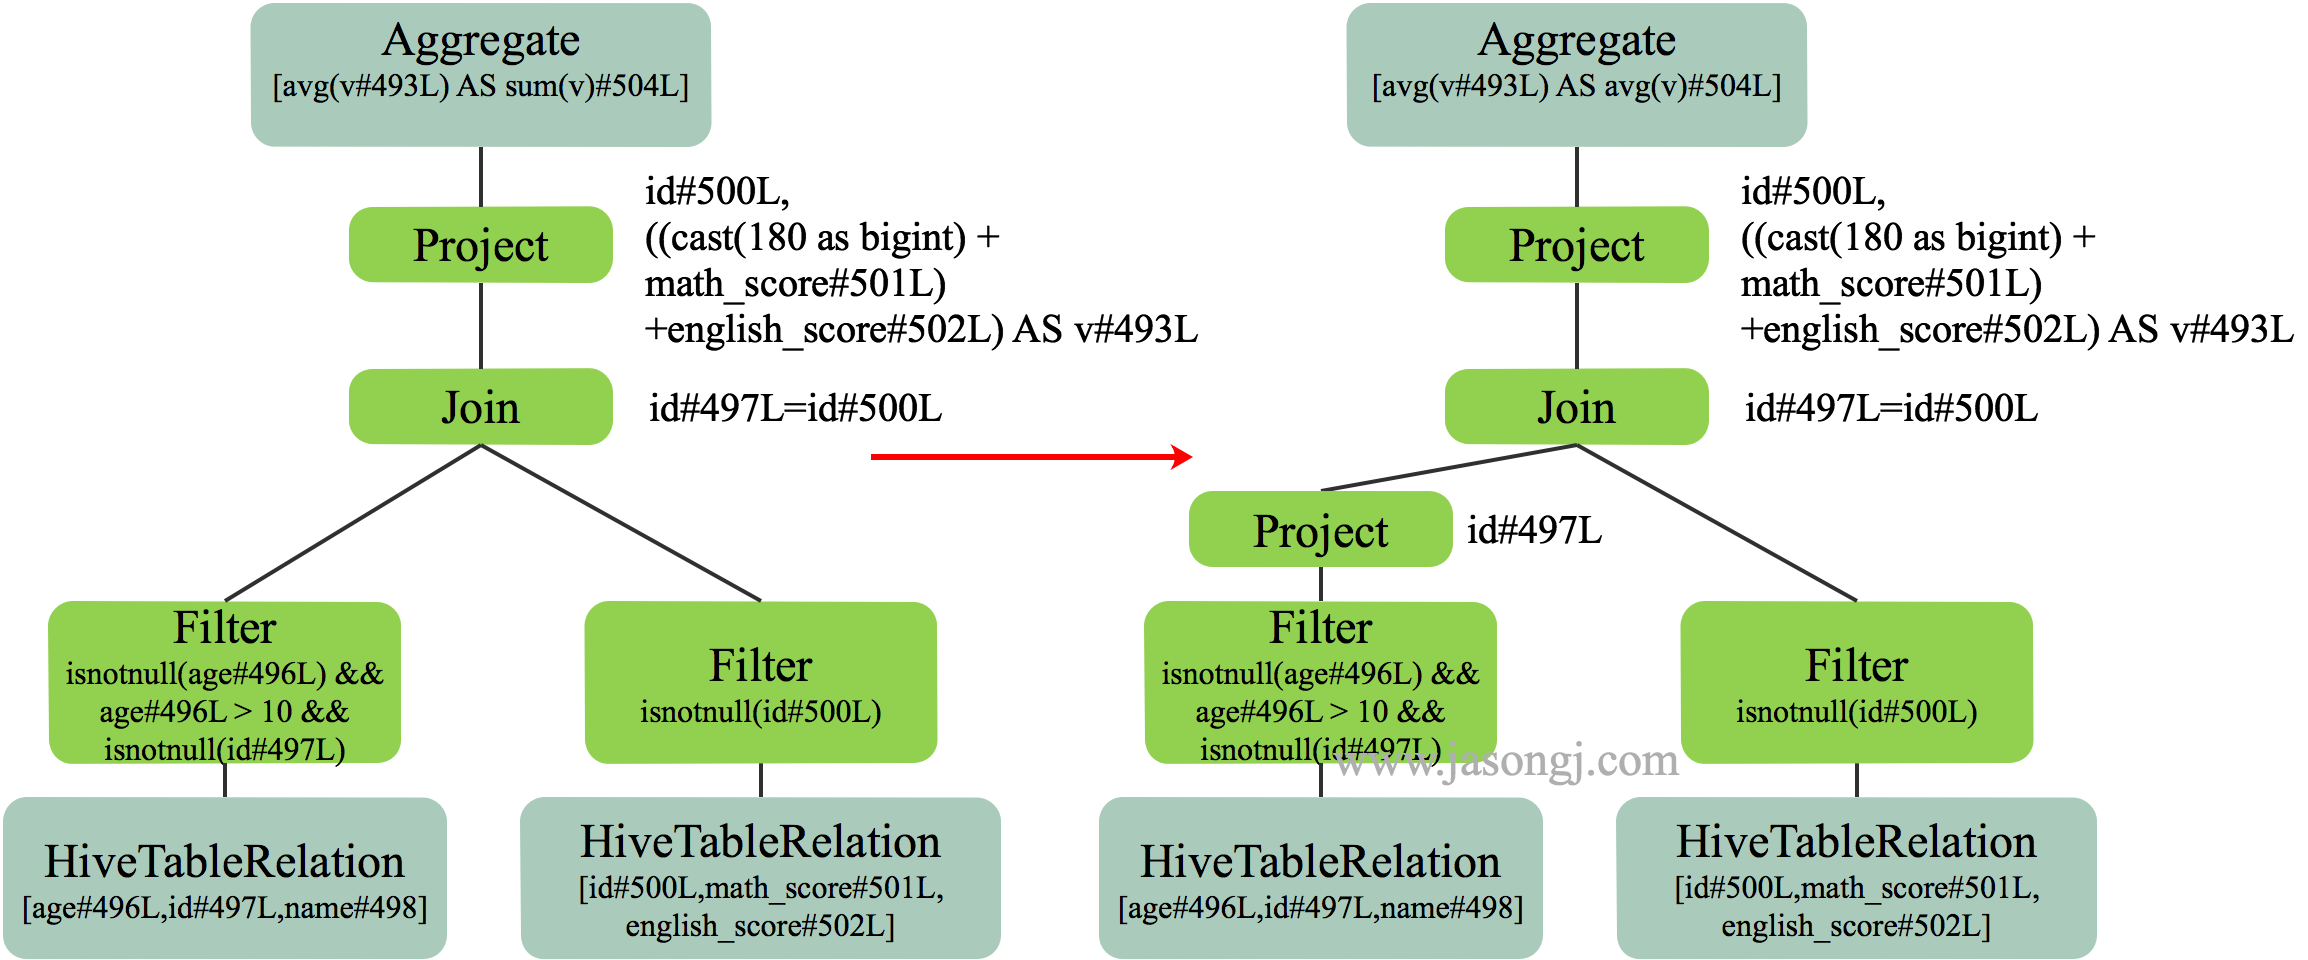 Aggregate
[avg(v#493L) AS sum(v)#504L]
Project
id#500L,
((cast(180 as bigint) +
math_score#501L)
+english_score#502L) AS v#493L
Join
id#497L=id#500L
Filter
isnotnull(age#496L) &&
age#496L > 10 &&
isnotnull(id#497L)
Filter
isnotnull(id#500L)
HiveTableRelation
[age#496L,id#497L,name#498]
HiveTableRelation
[id#500L,math_score#501L,
english_score#502L]
Aggregate
[avg(v#493L) AS avg(v)#504L]
Project
id#500L,
((cast(180 as bigint) +
math_score#501L)
+english_score#502L) AS v#493L
Join
id#497L=id#500L
Project
id#497L
Filter
isnotnull(age#496L) &&
age#496L > 10 &&
isnotnull(id#497L)
Filter
isnotnull(id#500L)
www.jasongj.com
HiveTableRelation
[age#496L,id#497L,name#498]
HiveTableRelation
[id#500L,math_score#501L,
english_score#502L]